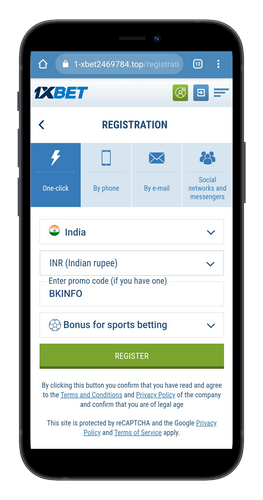 1-xbet2469784.top/registrati
12
1XBET
REGISTRATION
One-click
By phone
By e-mail
Social
networks and
messengers
India
INR (Indian rupee)
Enter promo code (if you have one)
BKINFO
Bonus for sports betting
REGISTER
By clicking this button you confirm that you have read and agree
to the Terms and Conditions and Privacy Policy of the company
and confirm that you are of legal age
This site is protected by reCAPTCHA and the Google Privacy
Policy and Terms of Service apply.